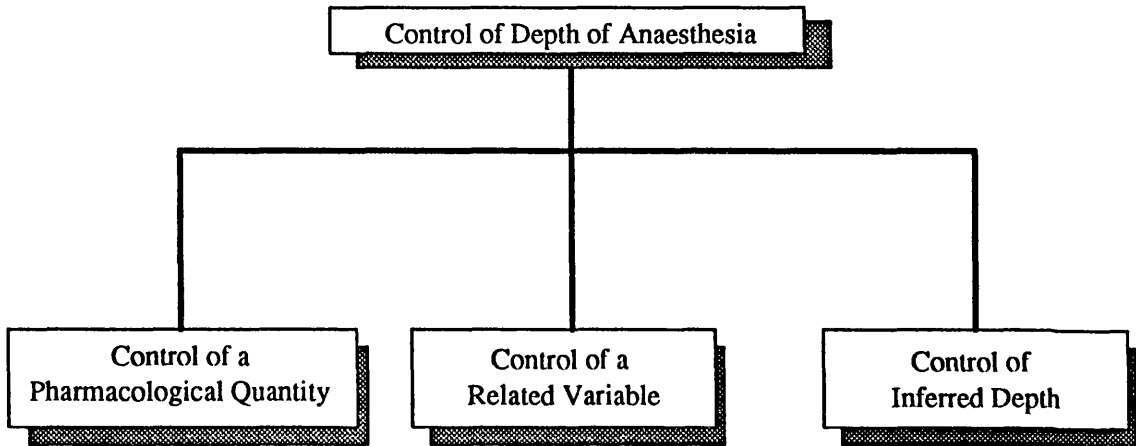 Control of Depth of Anaesthesia
Control of a
Pharmacological Quantity
Control of a
Related Variable
Control of
Inferred Depth